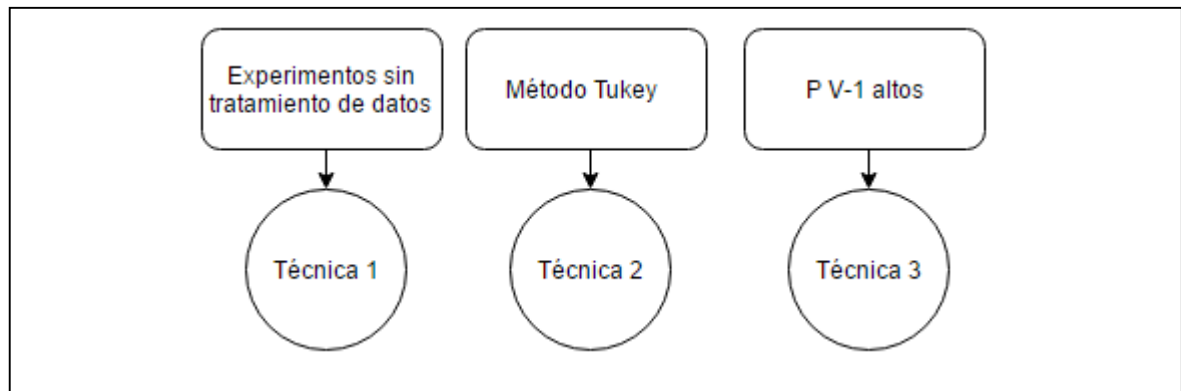 Experimentos sin
tratamiento de datos
Método Tukey
P V-1 altos
Técnica 1
Técnica 2
Técnica 3